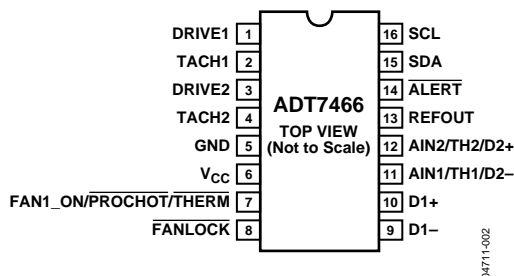 DRIVE1 1
TACH1 2
DRIVE2 3
TACH2 4
GND 5
VCC 6
FAN1_ON/PROCHOT/THERM 7
FANLOCK 8
ADT7466
TOP VIEW
(Not to Scale)
16 SCL
15 SDA
14 ALERT
13 REFOUT
12 AIN2/TH2/D2+
11 AIN1/TH1/D2–
10 D1+
9 D1–
04711-002